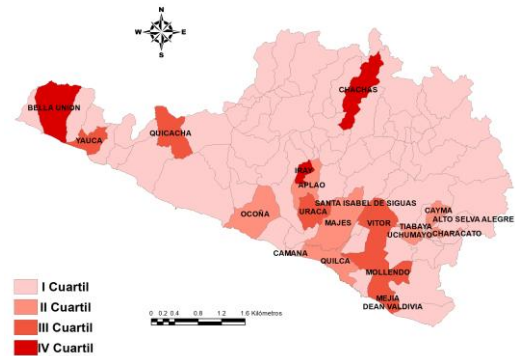 N
W E
S
BELLA UNION
CHACHAS
YAUCA
QUICACHA
IRAY
APLAO
SANTA ISABEL DE SIGUAS
OCOÑA
URACA
MAJES
VITOR
CAYMA
ALTO SELVA ALEGRE
TIABAYA
UCHUMAYO
CHARACATO
CAMANA
QUILCA
MOLLENDO
MEJIA
DEAN VALDIVIA
I Cuartil
II Cuartil
III Cuartil
IV Cuartil
0 0.2 0.4 0.8 1.2 1.6 Kilómetros